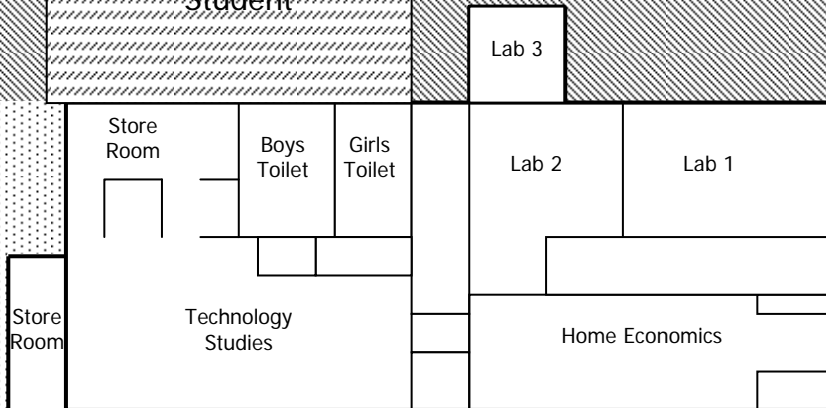 Student
Lab 3
Store
Room
Boys
Toilet
Girls
Toilet
Lab 2
Lab 1
Store
Room
Technology
Studies
Home Economics